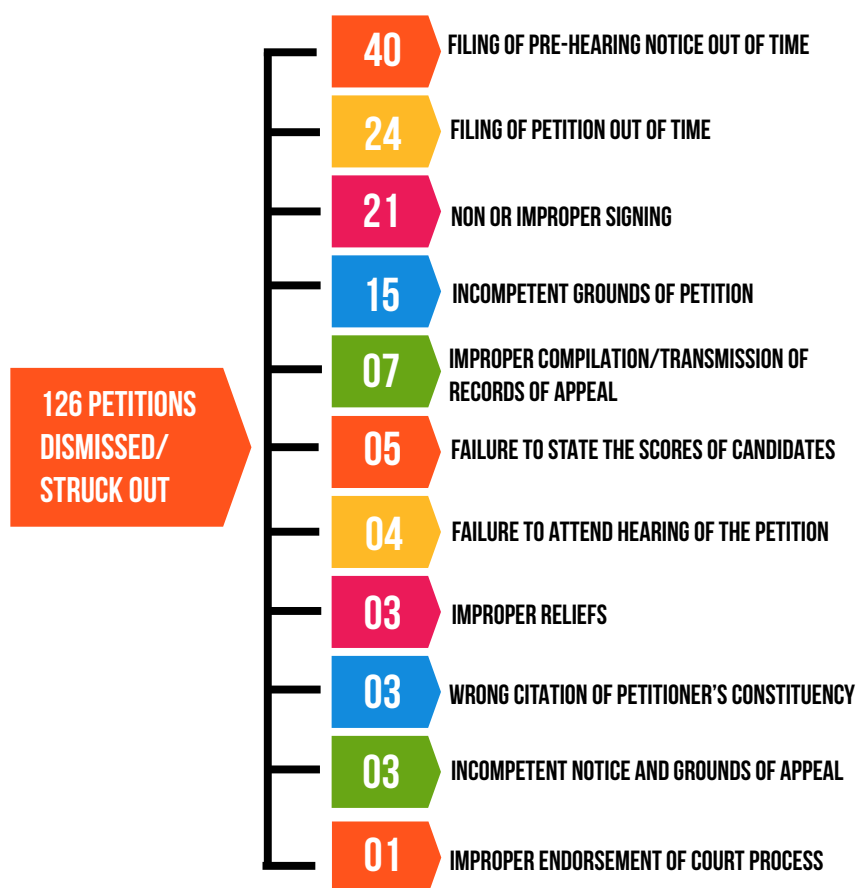 40 FILING OF PRE-HEARING NOTICE OUT OF TIME
24 FILING OF PETITION OUT OF TIME
21 NON OR IMPROPER SIGNING
15 INCOMPETENT GROUNDS OF PETITION
07 IMPROPER COMPILATION/TRANSMISSION OF
RECORDS OF APPEAL
126 PETITIONS
DISMISSED/
STRUCK OUT
05 FAILURE TO STATE THE SCORES OF CANDIDATES
04 FAILURE TO ATTEND HEARING OF THE PETITION
03 IMPROPER RELIEFS
03 WRONG CITATION OF PETITIONER'S CONSTITUENCY
03 INCOMPETENT NOTICE AND GROUNDS OF APPEAL
01 IMPROPER ENDORSEMENT OF COURT PROCESS